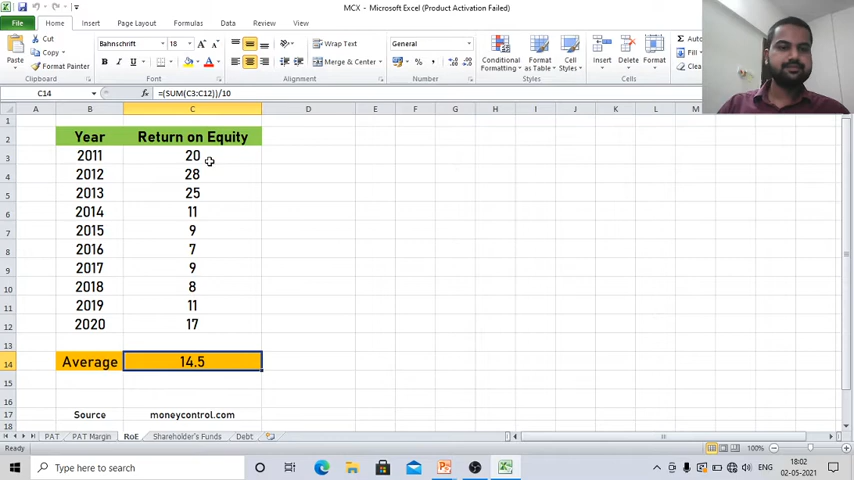 MCX - Microsoft Excel (Product Activation Failed)
File Home Insert Page Layout Formulas Data Review View
Paste Cut Copy Format Painter Clipboard
Bahnschrift 18 A A B I U A Font
Wrap Text Merge & Center Alignment
General % , Number
Conditional Formatting Format as Table Cell Styles Styles
Insert Delete Format Cells
C14 fx =(SUM(C3:C12))/10
A B C D E F G H I J K L M
1
2 Year Return on Equity
3 2011 20
4 2012 28
5 2013 25
6 2014 11
7 2015 9
8 2016 7
9 2017 9
10 2018 8
11 2019 11
12 2020 17
13
14 Average 14.5
15
16
17 Source moneycontrol.com
18
PAT PAT Margin RoE Shareholder's Funds Debt
Ready 100%
Type here to search ENG 18:02
02-05-2021